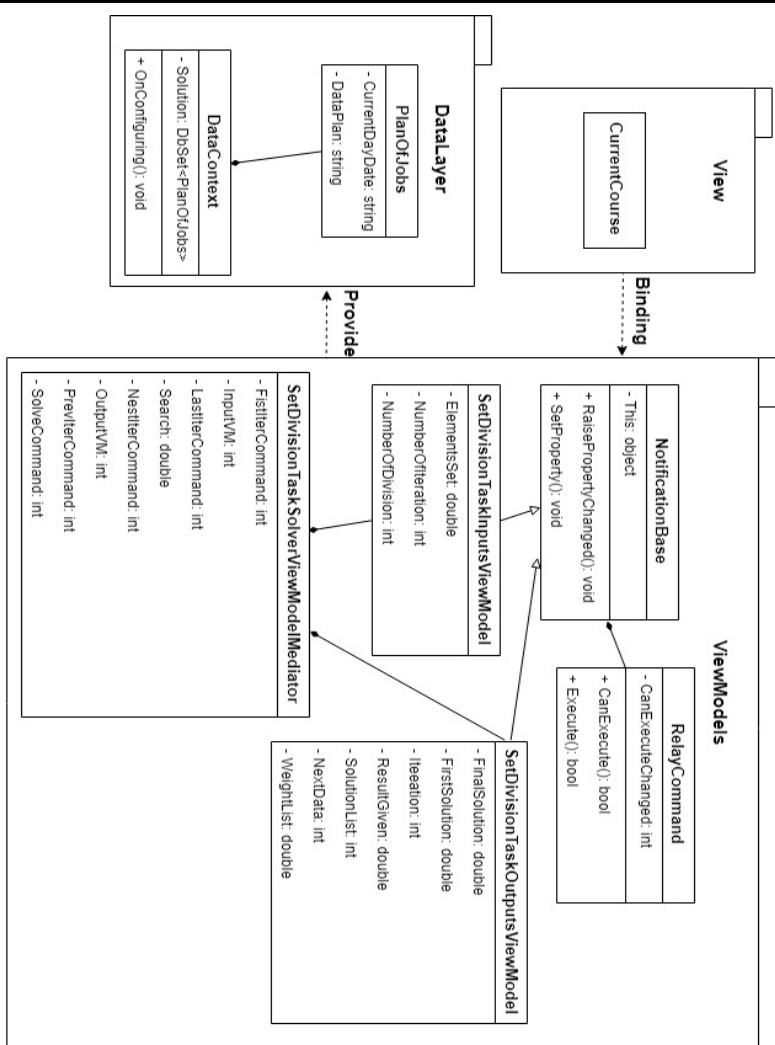 View
CurrentCourse
Binding
DataLayer
PlanOfJobs
- CurrentDayDate: string
- DataPlan: string
DataContext
- Solution: DbSet<PlanOfJobs>
+ OnConfiguring(): void
Provide
ViewModels
NotificationBase
- This: object
+ RaisePropertyChanged(): void
+ SetProperty(): void
RelayCommand
- CanExecuteChanged: int
+ CanExecute(): bool
+ Execute(): bool
SetDivisionTaskInputsViewModel
- ElementsSet: double
- NumberOfIteration: int
- NumberOfDivision: int
SetDivisionTaskOutputsViewModel
- FinalSolution: double
- FirstSolution: double
- Iteeation: int
- ResultGiven: double
- SolutionList: int
- NextData: int
- WeightList: double
SetDivisionTaskSolverViewModelMediator
- FistIterCommand: int
- InputVM: int
- LastIterCommand: int
- Search: double
- NestIterCommand: int
- OutputVM: int
- PrevIterCommand: int
- SolveCommand: int